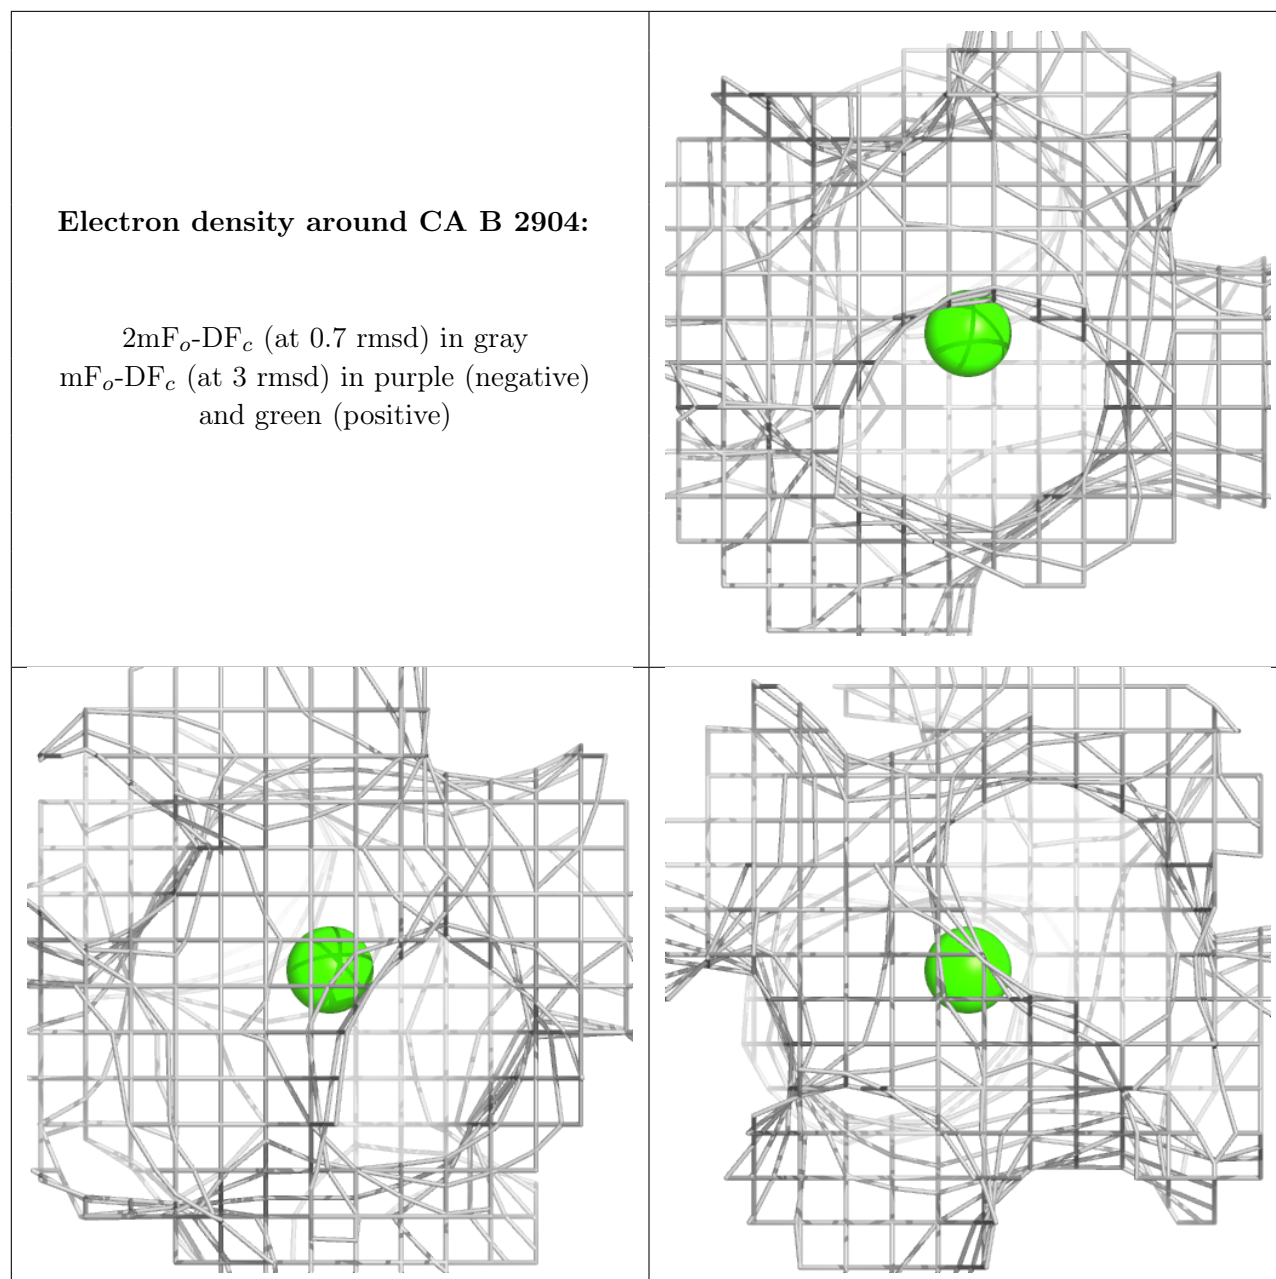 Electron density around CA B 2904:
2mFo-DFc (at 0.7 rmsd) in gray
mFo-DFc (at 3 rmsd) in purple (negative)
and green (positive)